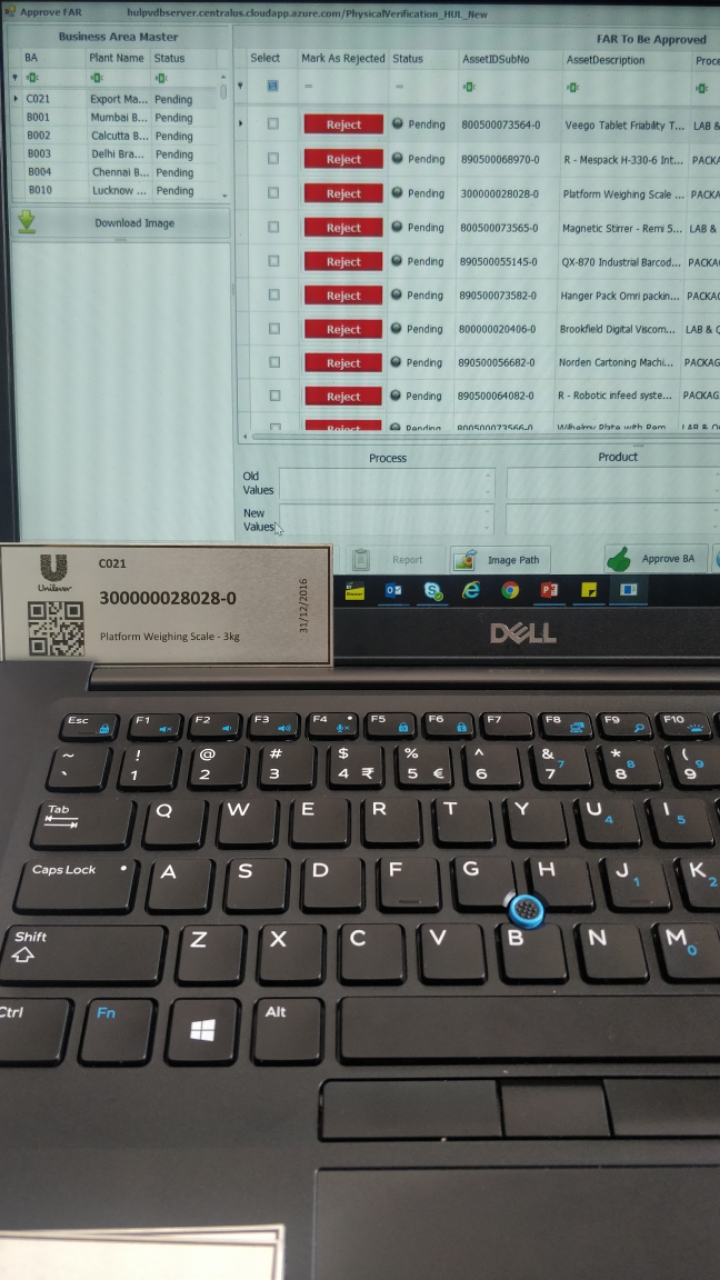 Approve FAR hulpvdbserver.centralus.cloudapp.azure.com/PhysicalVerification_HUL_New
Business Area Master
BA Plant Name Status
C021 Export Ma... Pending
B001 Mumbai B... Pending
B002 Calcutta B... Pending
B003 Delhi Bra... Pending
B004 Chennai B... Pending
B010 Lucknow ... Pending
Download Image
FAR To Be Approved
Select Mark As Rejected Status AssetIDSubNo AssetDescription Proce
Reject Pending 800500073564-0 Veego Tablet Friability T... LAB &
Reject Pending 890500068970-0 R - Mespack H-330-6 Int... PACKA
Reject Pending 300000028028-0 Platform Weighing Scale ... PACKA
Reject Pending 800500073565-0 Magnetic Stirrer - Remi 5... LAB &
Reject Pending 890500055145-0 QX-870 Industrial Barcod... PACKA
Reject Pending 890500073582-0 Hanger Pack Omri packin... PACKA
Reject Pending 800000020406-0 Brookfield Digital Viscom... LAB & Q
Reject Pending 890500056682-0 Norden Cartoning Machi... PACKAG
Reject Pending 890500064082-0 R - Robotic infeed syste... PACKAG
Reject Pending
Process Product
Old
Values
New
Values
Report Image Path Approve BA
Unilever
C021
300000028028-0
Platform Weighing Scale - 3kg
31/12/2016
DELL
Esc F1 F2 F3 F4 F5 F6 F7 F8 F9 F10
~ ! @ # $ % ^ & 7 * 8 ( 9
` 1 2 3 4 ₹ 5 € 6 7 8 9
Tab Q W E R T Y U 4 I 5
Caps Lock A S D F G H J 1 K 2
Shift Z X C V B N M 0
Ctrl Fn Alt